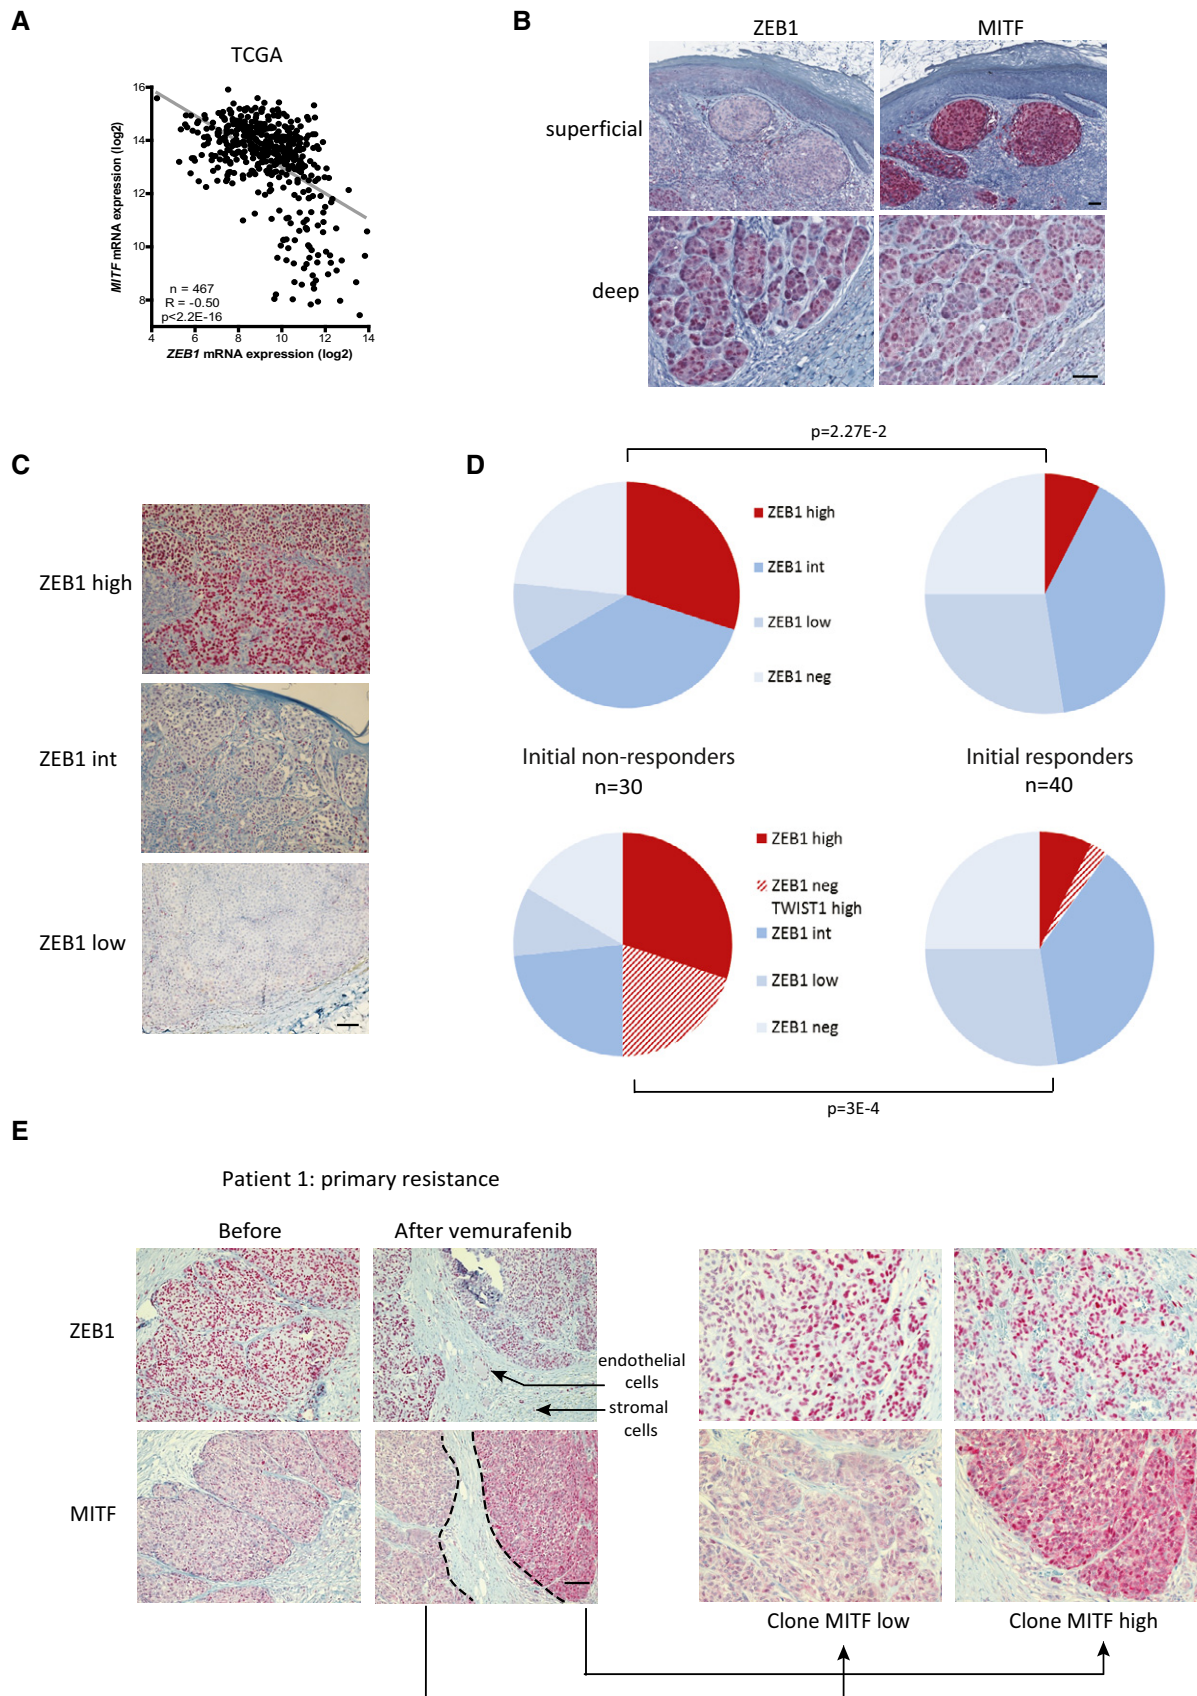 A
TCGA
MITF mRNA expression (log2)
16
14
12
10
8
n = 467
R = -0.50
p<2.2E-16
4 6 8 10 12 14
ZEB1 mRNA expression (log2)
B
ZEB1 MITF
superficial
deep
C
ZEB1 high
ZEB1 int
ZEB1 low
D
p=2.27E-2
ZEB1 high
ZEB1 int
ZEB1 low
ZEB1 neg
Initial non-responders
n=30
Initial responders
n=40
ZEB1 high
ZEB1 neg
TWIST1 high
ZEB1 int
ZEB1 low
ZEB1 neg
p=3E-4
E
Patient 1: primary resistance
Before After vemurafenib
ZEB1
endothelial
cells
stromal
cells
MITF
Clone MITF low Clone MITF high